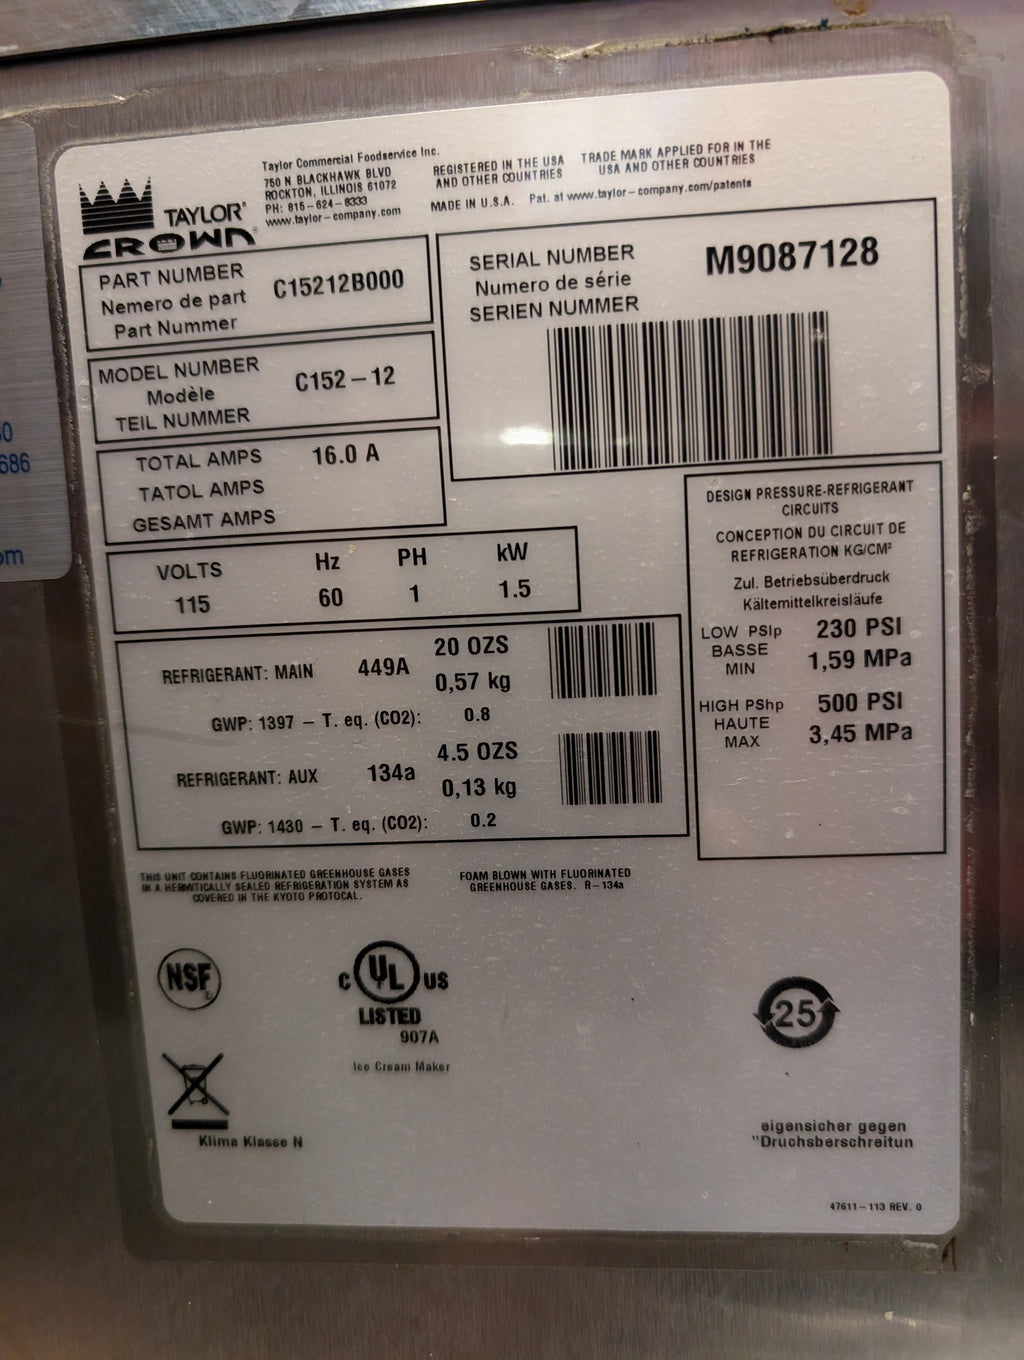 Taylor Commercial Foodservice Inc.
750 N BLACKHAWK BLVD
ROCKTON, ILLINOIS 61072
PH: 815-624-8333
www.taylor-company.com
REGISTERED IN THE USA
AND OTHER COUNTRIES
TRADE MARK APPLIED FOR IN THE
USA AND OTHER COUNTRIES
MADE IN U.S.A. Pat. at www.taylor-company.com/patents
TAYLOR®
CROWN®
PART NUMBER C15212B000
Nemero de part
Part Nummer
SERIAL NUMBER M9087128
Numero de série
SERIEN NUMMER
MODEL NUMBER C152-12
Modèle
TEIL NUMMER
TOTAL AMPS 16.0 A
TATOL AMPS
GESAMT AMPS
VOLTS Hz PH kW
115 60 1 1.5
REFRIGERANT: MAIN 449A 20 OZS
0,57 kg
GWP: 1397 - T. eq. (CO2): 0.8
REFRIGERANT: AUX 134a 4.5 OZS
0,13 kg
GWP: 1430 - T. eq. (CO2): 0.2
DESIGN PRESSURE-REFRIGERANT
CIRCUITS
CONCEPTION DU CIRCUIT DE
REFRIGERATION KG/CM²
Zul. Betriebsüberdruck
Kältemittelkreisläufe
LOW PSIp 230 PSI
BASSE
MIN 1,59 MPa
HIGH PShp 500 PSI
HAUTE
MAX 3,45 MPa
THIS UNIT CONTAINS FLUORINATED GREENHOUSE GASES
IN A HERMITICALLY SEALED REFRIGERATION SYSTEM AS
COVERED IN THE KYOTO PROTOCAL.
FOAM BLOWN WITH FLUORINATED
GREENHOUSE GASES. R-134a
NSF®
C UL US
LISTED
907A
Ice Cream Maker
25
Klima Klasse N
eigensicher gegen
"Druchsberschreitun
47611-113 REV. 0
0
686
om